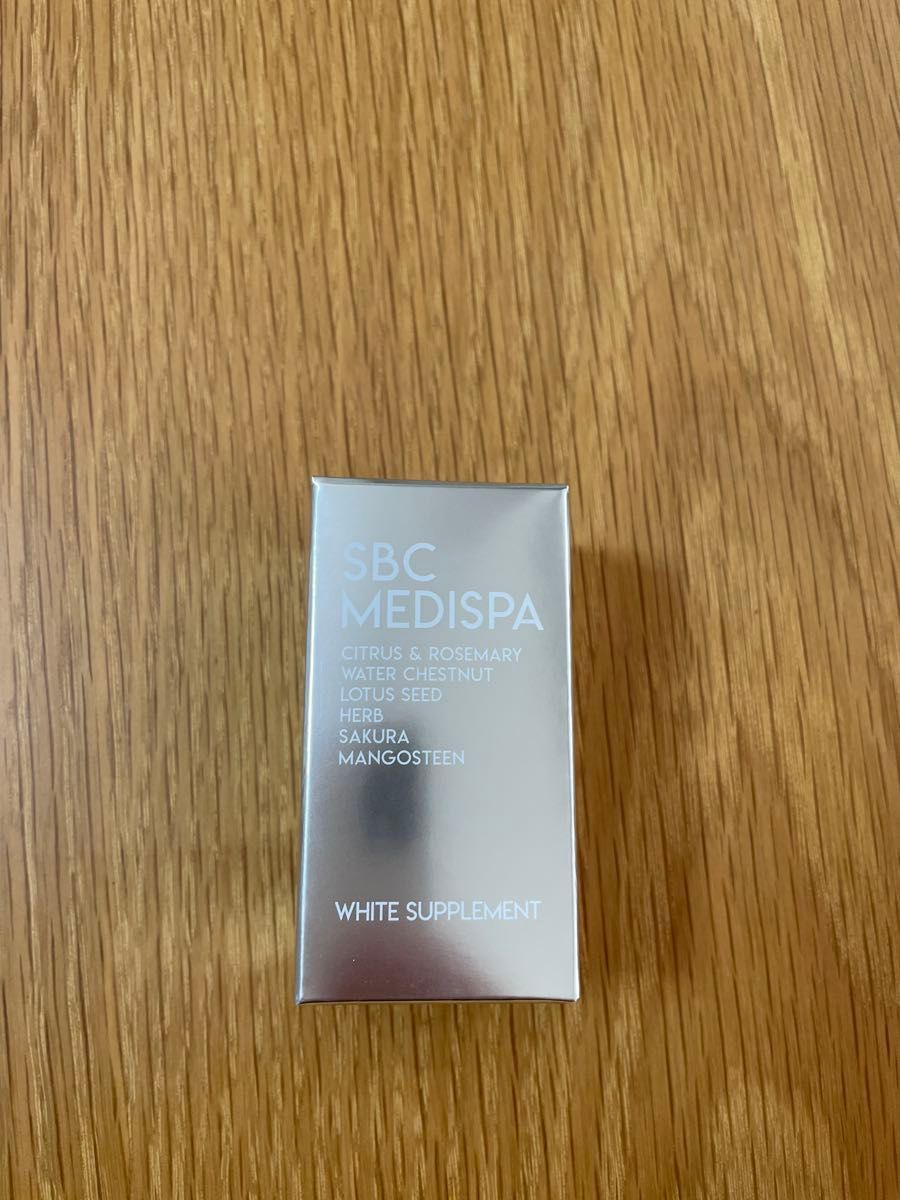 SBC
MEDISPA
CITRUS & ROSEMARY
WATER CHESTNUT
LOTUS SEED
HERB
SAKURA
MANGOSTEEN
WHITE SUPPLEMENT